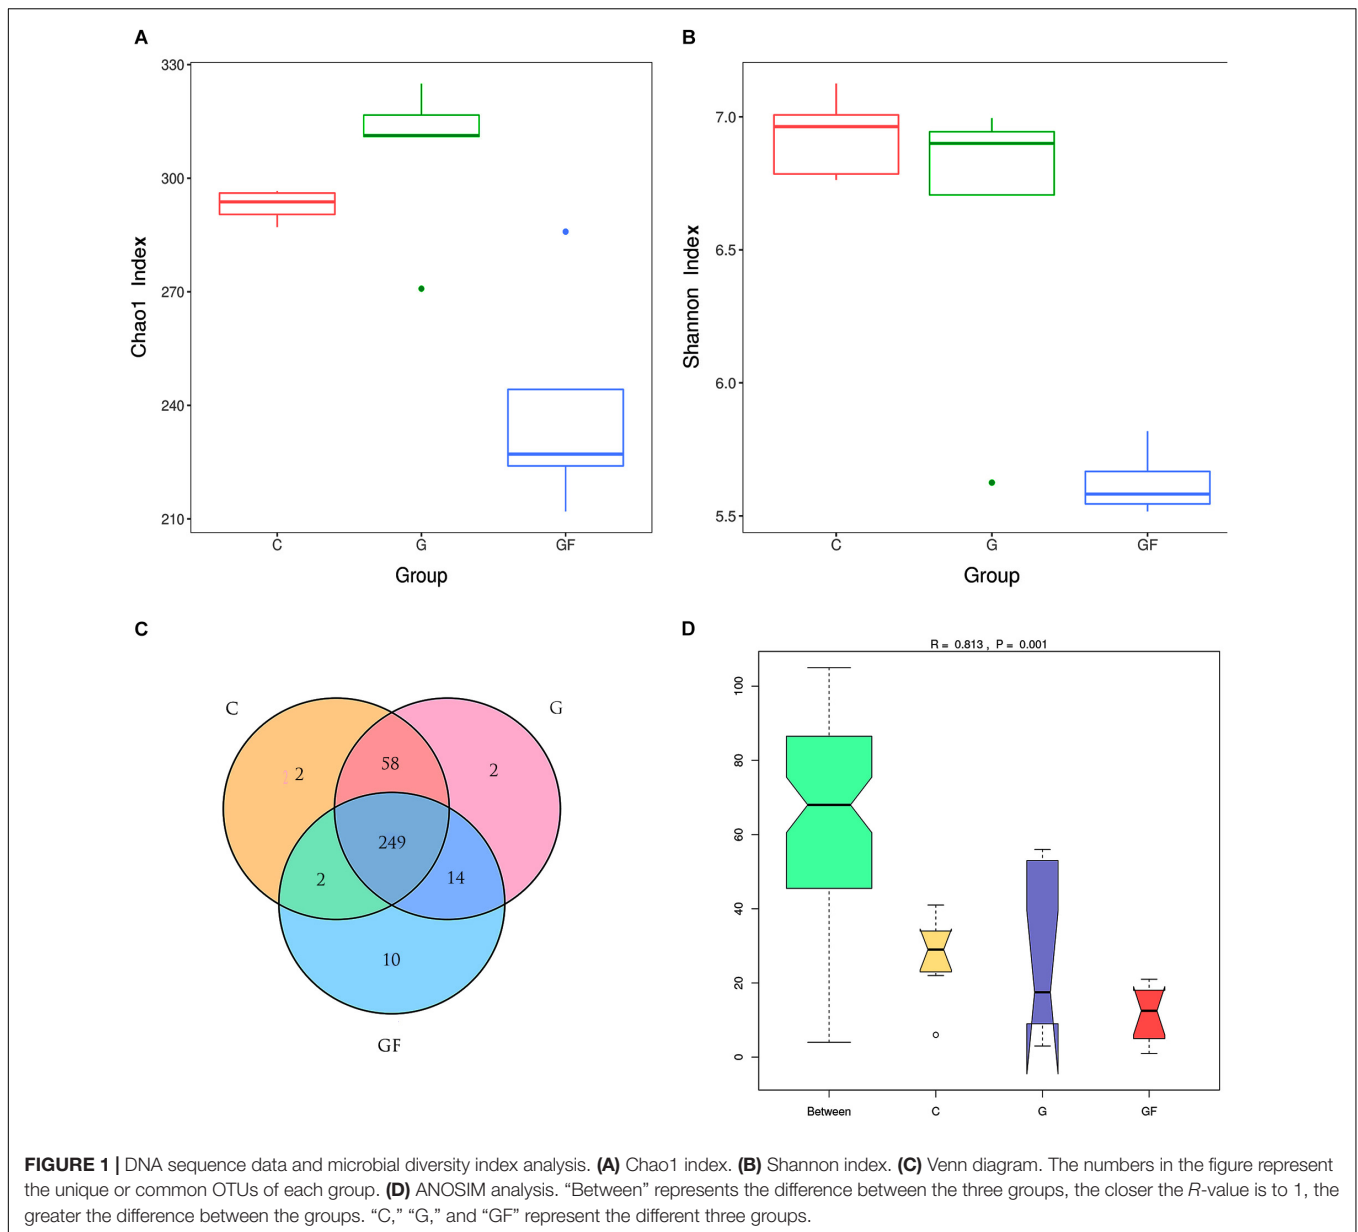 A
330
300
270
240
210
Chao1 Index
C G GF
Group
B
7.0
6.5
6.0
5.5
Shannon Index
C G GF
Group
C
C G
58
2 2
249
2 14
10
GF
D
R = 0.813 , P = 0.001
100
80
60
40
20
0
Between C G GF
FIGURE 1 | DNA sequence data and microbial diversity index analysis. (A) Chao1 index. (B) Shannon index. (C) Venn diagram. The numbers in the figure represent
the unique or common OTUs of each group. (D) ANOSIM analysis. “Between” represents the difference between the three groups, the closer the R-value is to 1, the
greater the difference between the groups. “C,” “G,” and “GF” represent the different three groups.